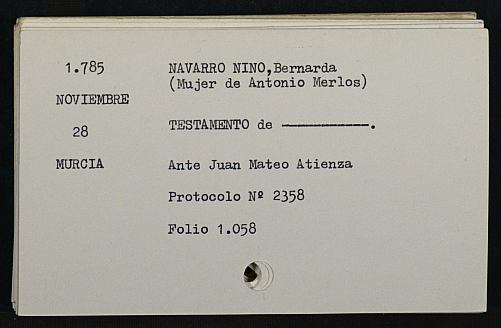 1.785
NAVARRO NINO,Bernarda
(Mujer de Antonio Merlos)
NOVIEMBRE
28
TESTAMENTO de ———————.
MURCIA
Ante Juan Mateo Atienza
Protocolo Nº 2358
Folio 1.058